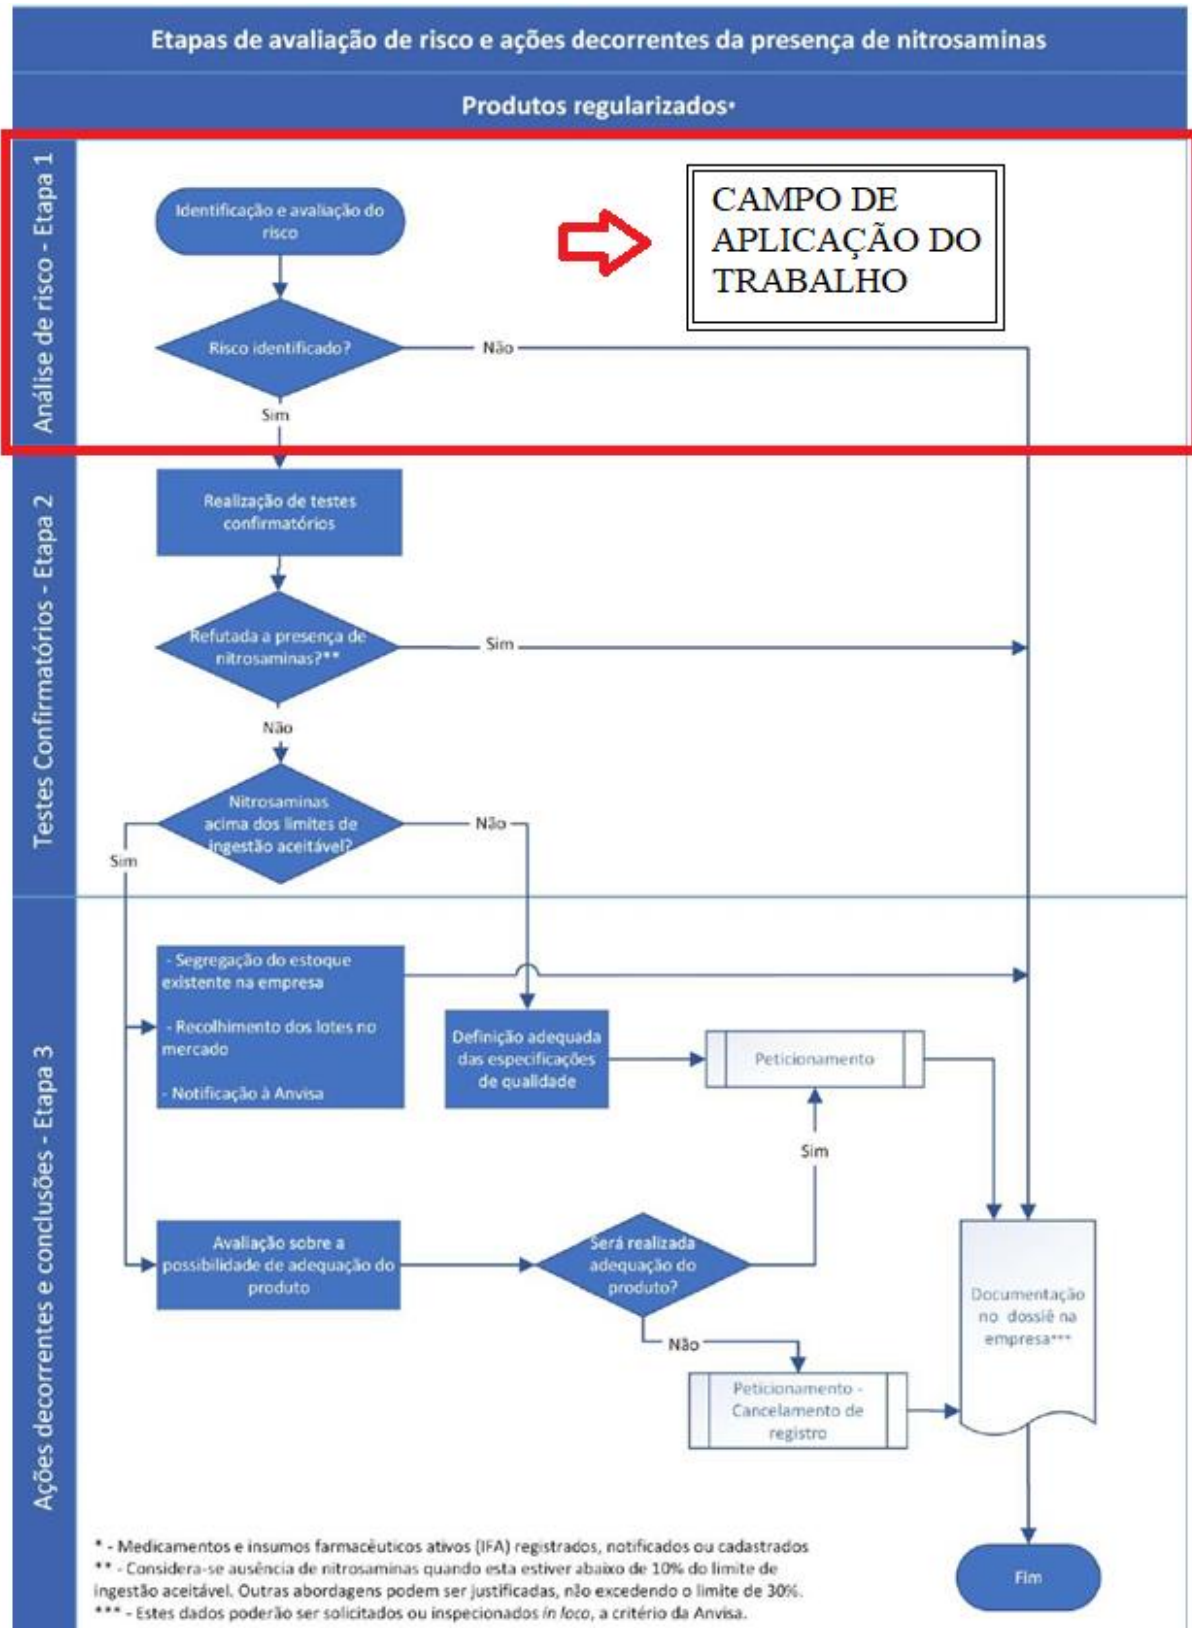 Etapas de avaliação de risco e ações decorrentes da presença de nitrosaminas
Produtos regularizados*
Análise de risco - Etapa 1
Identificação e avaliação do
risco
CAMPO DE
APLICAÇÃO DO
TRABALHO
Risco identificado?
Não
Sim
Testes Confirmatórios - Etapa 2
Realização de testes
confirmatórios
Refutada a presença de
nitrosaminas?**
Sim
Não
Nitrosaminas
acima dos limites de
ingestão aceitável?
Não
Sim
Ações decorrentes e conclusões - Etapa 3
- Segregação do estoque
existente na empresa
- Recolhimento dos lotes no
mercado
- Notificação à Anvisa
Definição adequada
das especificações
de qualidade
Peticionamento
Sim
Avaliação sobre a
possibilidade de adequação do
produto
Será realizada
adequação do
produto?
Não
Documentação
no dossiê na
empresa***
Peticionamento -
Cancelamento de
registro
* - Medicamentos e insumos farmacêuticos ativos (IFA) registrados, notificados ou cadastrados
** - Considera-se ausência de nitrosaminas quando esta estiver abaixo de 10% do limite de
ingestão aceitável. Outras abordagens podem ser justificadas, não excedendo o limite de 30%.
*** - Estes dados poderão ser solicitados ou inspecionados in loco, a critério da Anvisa.
Fim